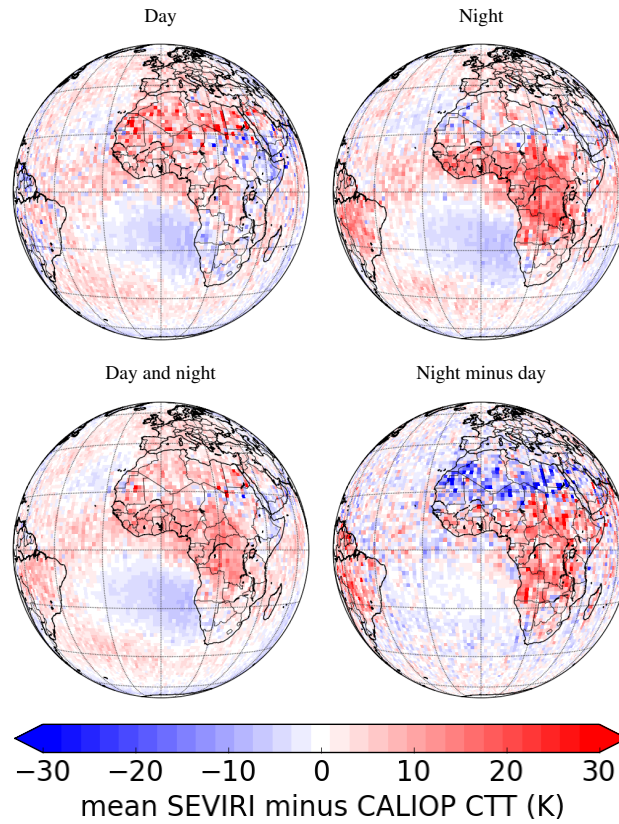 Day
Night
Day and night
Night minus day
−30 −20 −10 0 10 20 30
mean SEVIRI minus CALIOP CTT (K)